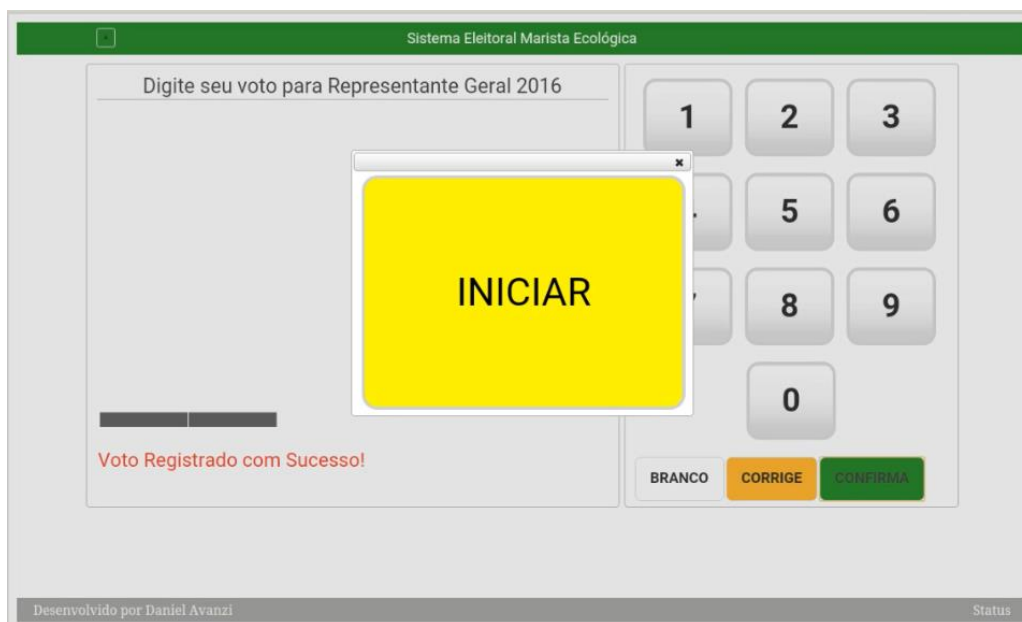 Sistema Eleitoral Marista Ecológica
Digite seu voto para Representante Geral 2016
1 2 3
5 6
8 9
0
INICIAR
Voto Registrado com Sucesso!
BRANCO CORRIGE CONFIRMA
Desenvolvido por Daniel Avanzi Status